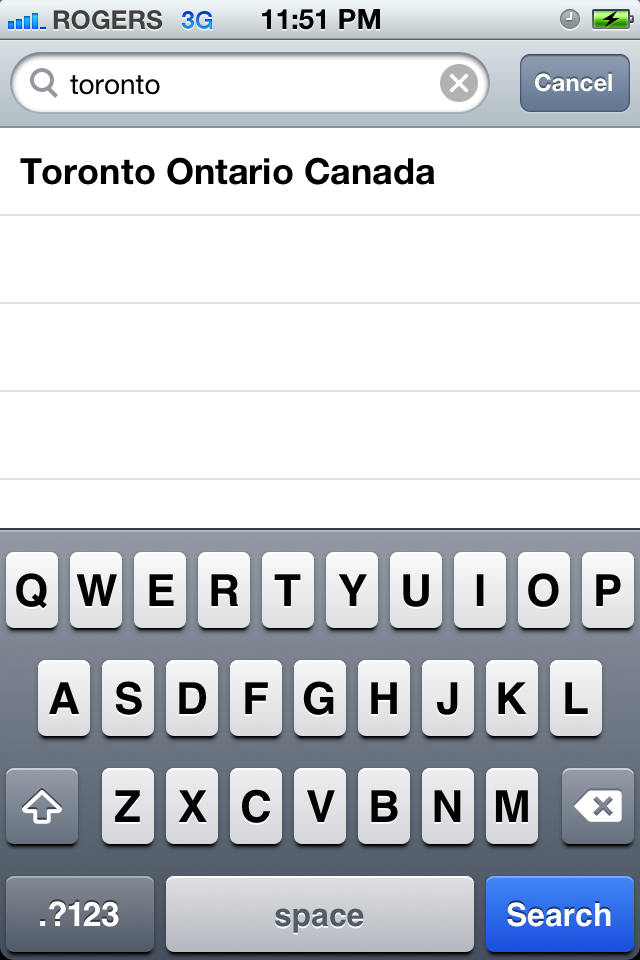 ROGERS 3G 11:51 PM
toronto Cancel
Toronto Ontario Canada
Q W E R T Y U I O P
A S D F G H J K L
Z X C V B N M
.?123 space Search